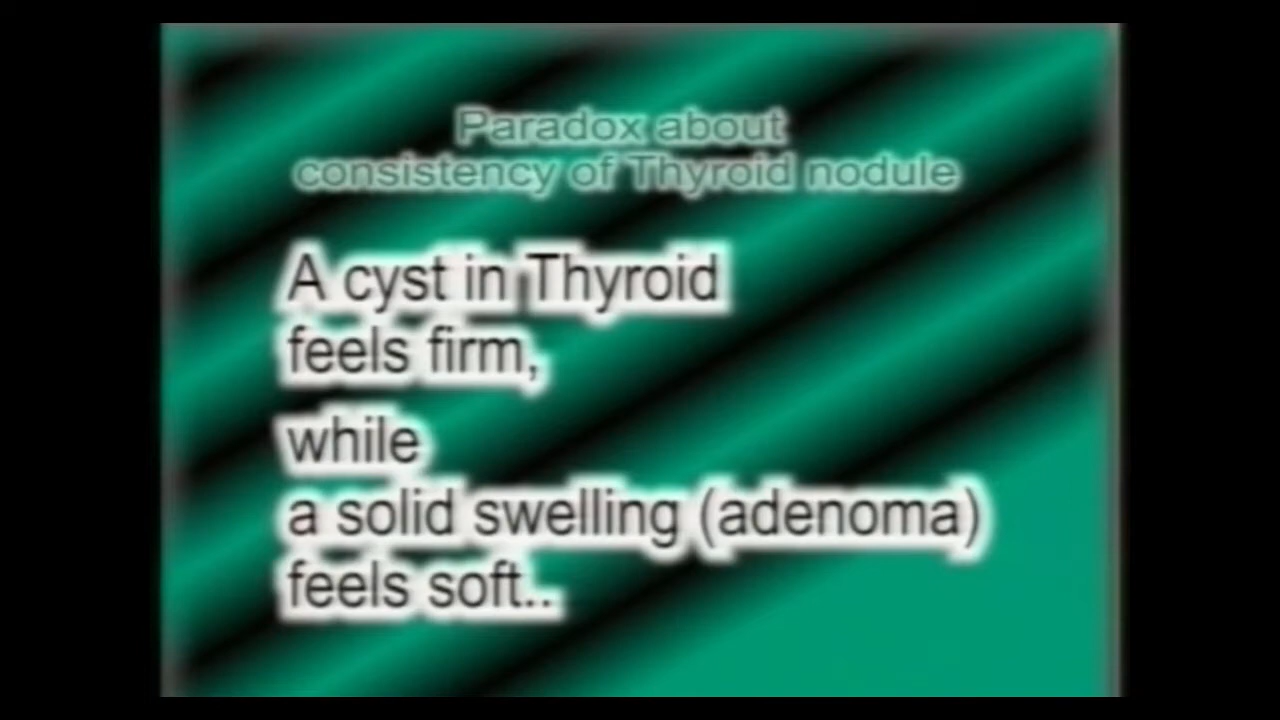 Paradox about
consistency of Thyroid nodule
A cyst in Thyroid
feels firm,
while
a solid swelling (adenoma)
feels soft..